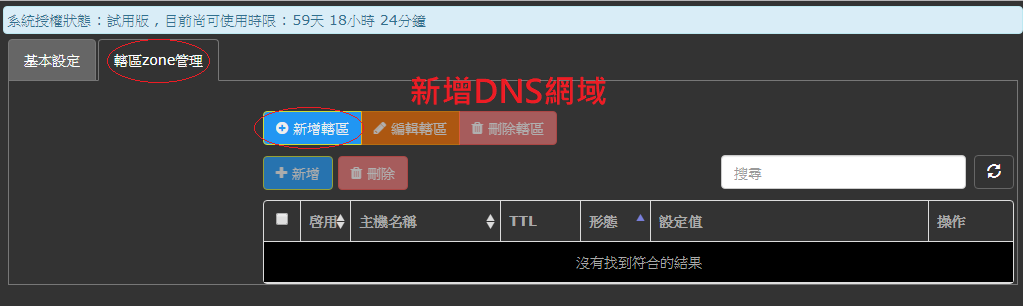 系統授權狀態：試用版，目前尚可使用時限：59天 18小時 24分鐘
基本設定 轄區zone管理
新增DNS網域
新增轄區 編輯轄區 刪除轄區
新增 刪除 搜尋
啓用 主機名稱 TTL 形態 設定值 操作
沒有找到符合的結果